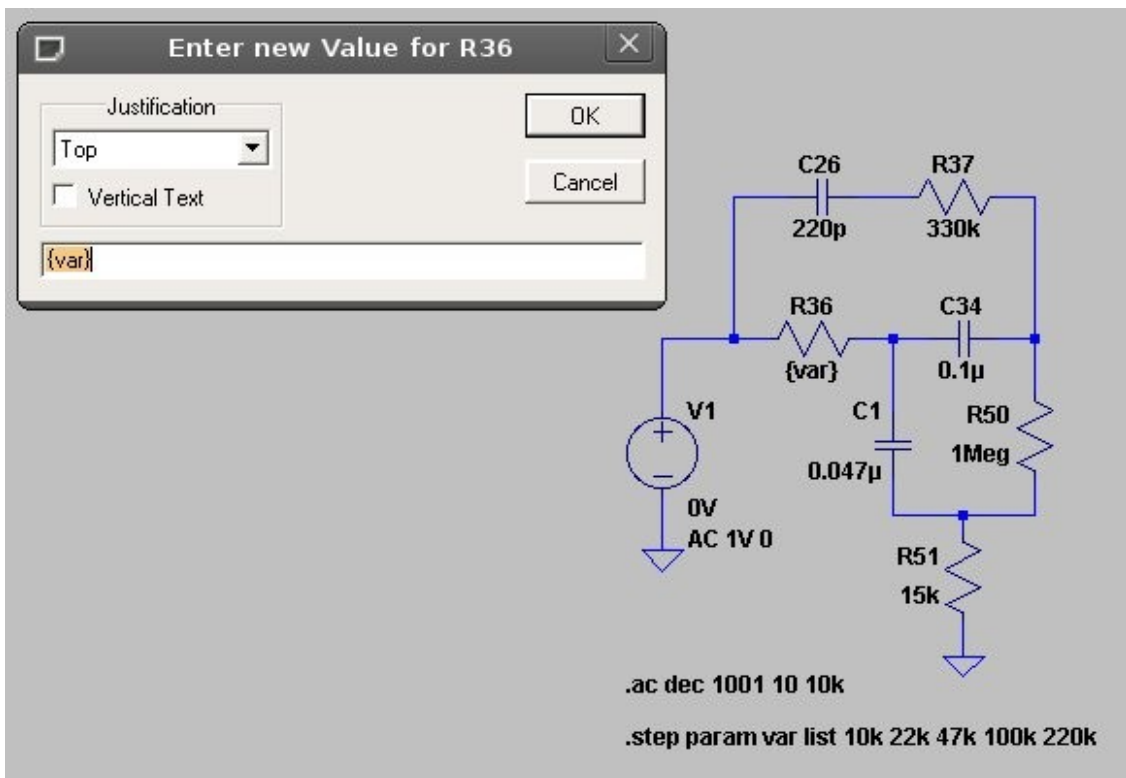 Enter new Value for R36
Justification
Top
Vertical Text
OK
Cancel
{var}
C26
220p
R37
330k
R36
{var}
C34
0.1µ
V1
0V
AC 1V 0
C1
0.047µ
R50
1Meg
R51
15k
.ac dec 1001 10 10k
.step param var list 10k 22k 47k 100k 220k